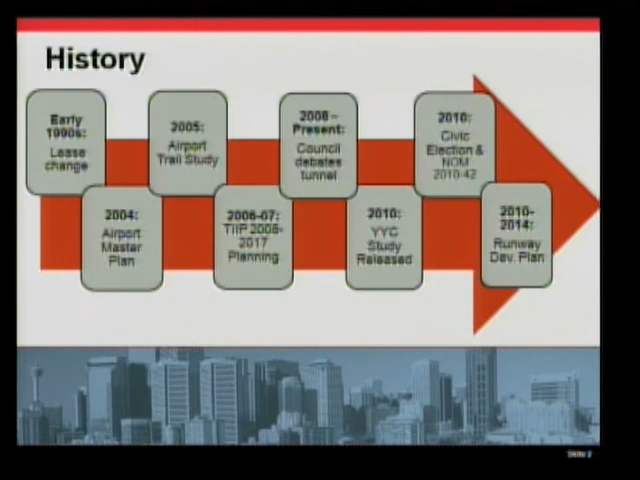 History
Early
1990s:
Lease
change
2004:
Airport
Master
Plan
2005:
Airport
Trail Study
2006-07:
TIIP 2008-
2017
Planning
Present:
Council
debates
tunnel
2010:
YYC
Study
Released
2010:
Civic
Election &
NOM
2010-42
2010-
2014:
Runway
Dev. Plan